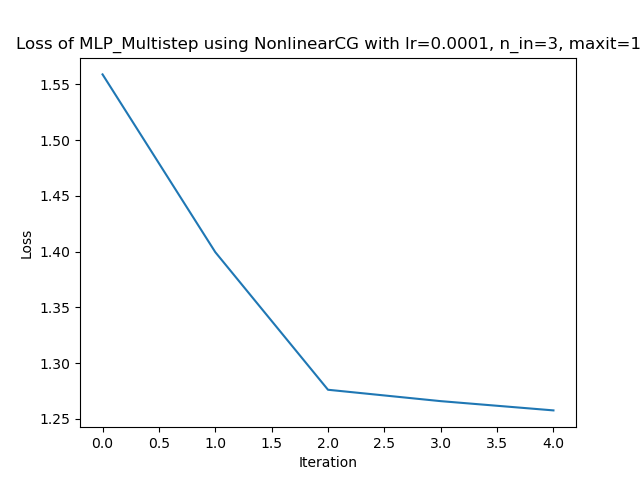 Loss of MLP_Multistep using NonlinearCG with lr=0.0001, n_in=3, maxit=1
1.55
1.50
1.45
1.40
1.35
1.30
1.25
Loss
0.0 0.5 1.0 1.5 2.0 2.5 3.0 3.5 4.0
Iteration